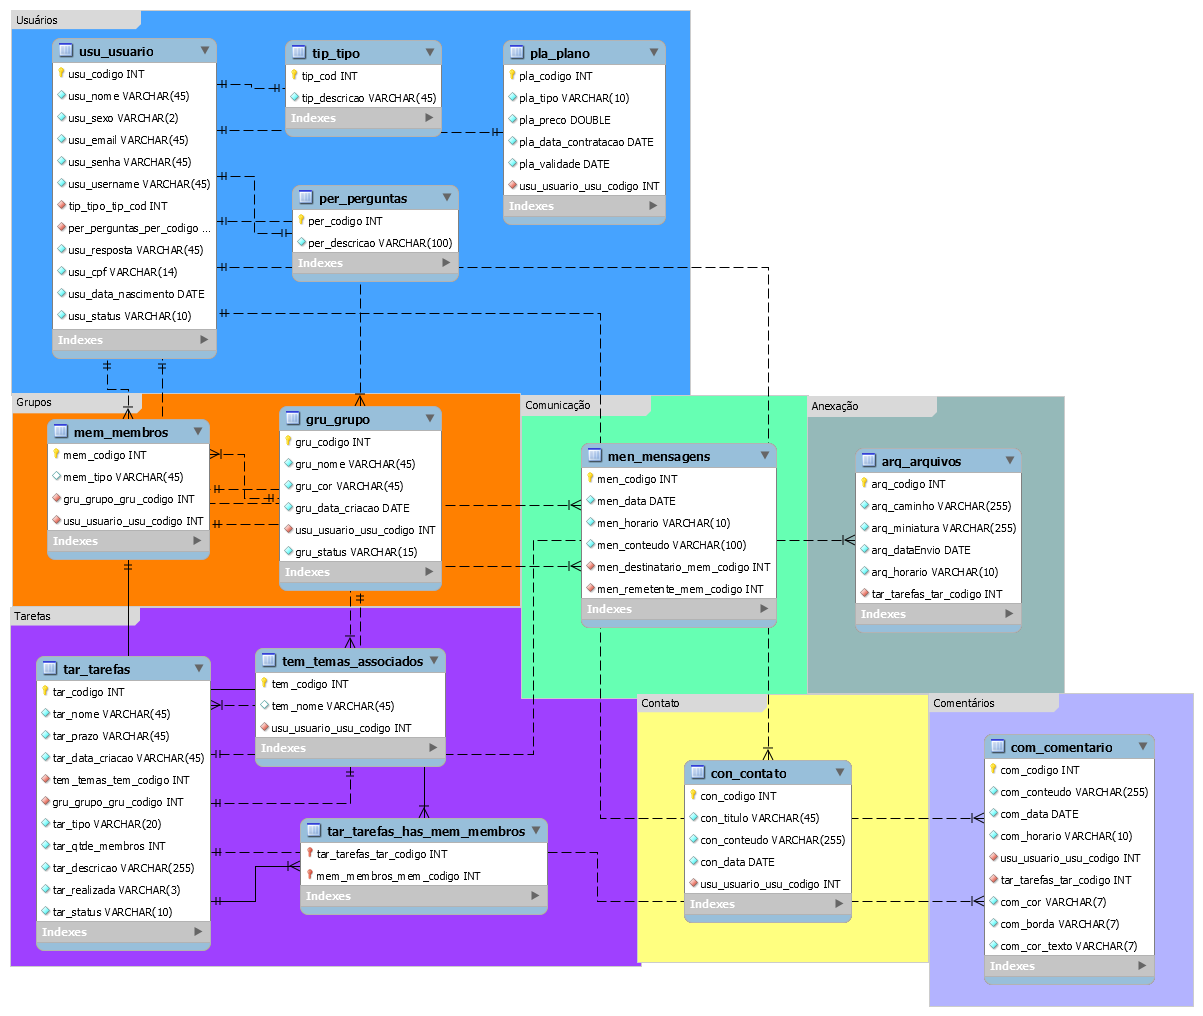 Usuários
usu_usuario
usu_codigo INT
usu_nome VARCHAR(45)
usu_sexo VARCHAR(2)
usu_email VARCHAR(45)
usu_senha VARCHAR(45)
usu_username VARCHAR(45)
tip_tipo_tip_cod INT
per_perguntas_per_codigo ...
usu_resposta VARCHAR(45)
usu_cpf VARCHAR(14)
usu_data_nascimento DATE
usu_status VARCHAR(10)
Indexes
tip_tipo
tip_cod INT
tip_descricao VARCHAR(45)
Indexes
pla_plano
pla_codigo INT
pla_tipo VARCHAR(10)
pla_preco DOUBLE
pla_data_contratacao DATE
pla_validade DATE
usu_usuario_usu_codigo INT
Indexes
per_perguntas
per_codigo INT
per_descricao VARCHAR(100)
Indexes
Grupos
mem_membros
mem_codigo INT
mem_tipo VARCHAR(45)
gru_grupo_gru_codigo INT
usu_usuario_usu_codigo INT
Indexes
gru_grupo
gru_codigo INT
gru_nome VARCHAR(45)
gru_cor VARCHAR(45)
gru_data_criacao DATE
usu_usuario_usu_codigo INT
gru_status VARCHAR(15)
Indexes
Comunicação
men_mensagens
men_codigo INT
men_data DATE
men_horario VARCHAR(10)
men_conteudo VARCHAR(100)
men_destinatario_mem_codigo INT
men_remetente_mem_codigo INT
Indexes
Anexação
arq_arquivos
arq_codigo INT
arq_caminho VARCHAR(255)
arq_miniatura VARCHAR(255)
arq_dataEnvio DATE
arq_horario VARCHAR(10)
tar_tarefas_tar_codigo INT
Indexes
Tarefas
tar_tarefas
tar_codigo INT
tar_nome VARCHAR(45)
tar_prazo VARCHAR(45)
tar_data_criacao VARCHAR(45)
tem_temas_tem_codigo INT
gru_grupo_gru_codigo INT
tar_tipo VARCHAR(20)
tar_qtde_membros INT
tar_descricao VARCHAR(255)
tar_realizada VARCHAR(3)
tar_status VARCHAR(10)
Indexes
tem_temas_associados
tem_codigo INT
tem_nome VARCHAR(45)
usu_usuario_usu_codigo INT
Indexes
tar_tarefas_has_mem_membros
tar_tarefas_tar_codigo INT
mem_membros_mem_codigo INT
Indexes
Contato
con_contato
con_codigo INT
con_titulo VARCHAR(45)
con_conteudo VARCHAR(255)
con_data DATE
usu_usuario_usu_codigo INT
Indexes
Comentários
com_comentario
com_codigo INT
com_conteudo VARCHAR(255)
com_data DATE
com_horario VARCHAR(10)
usu_usuario_usu_codigo INT
tar_tarefas_tar_codigo INT
com_cor VARCHAR(7)
com_borda VARCHAR(7)
com_cor_texto VARCHAR(7)
Indexes